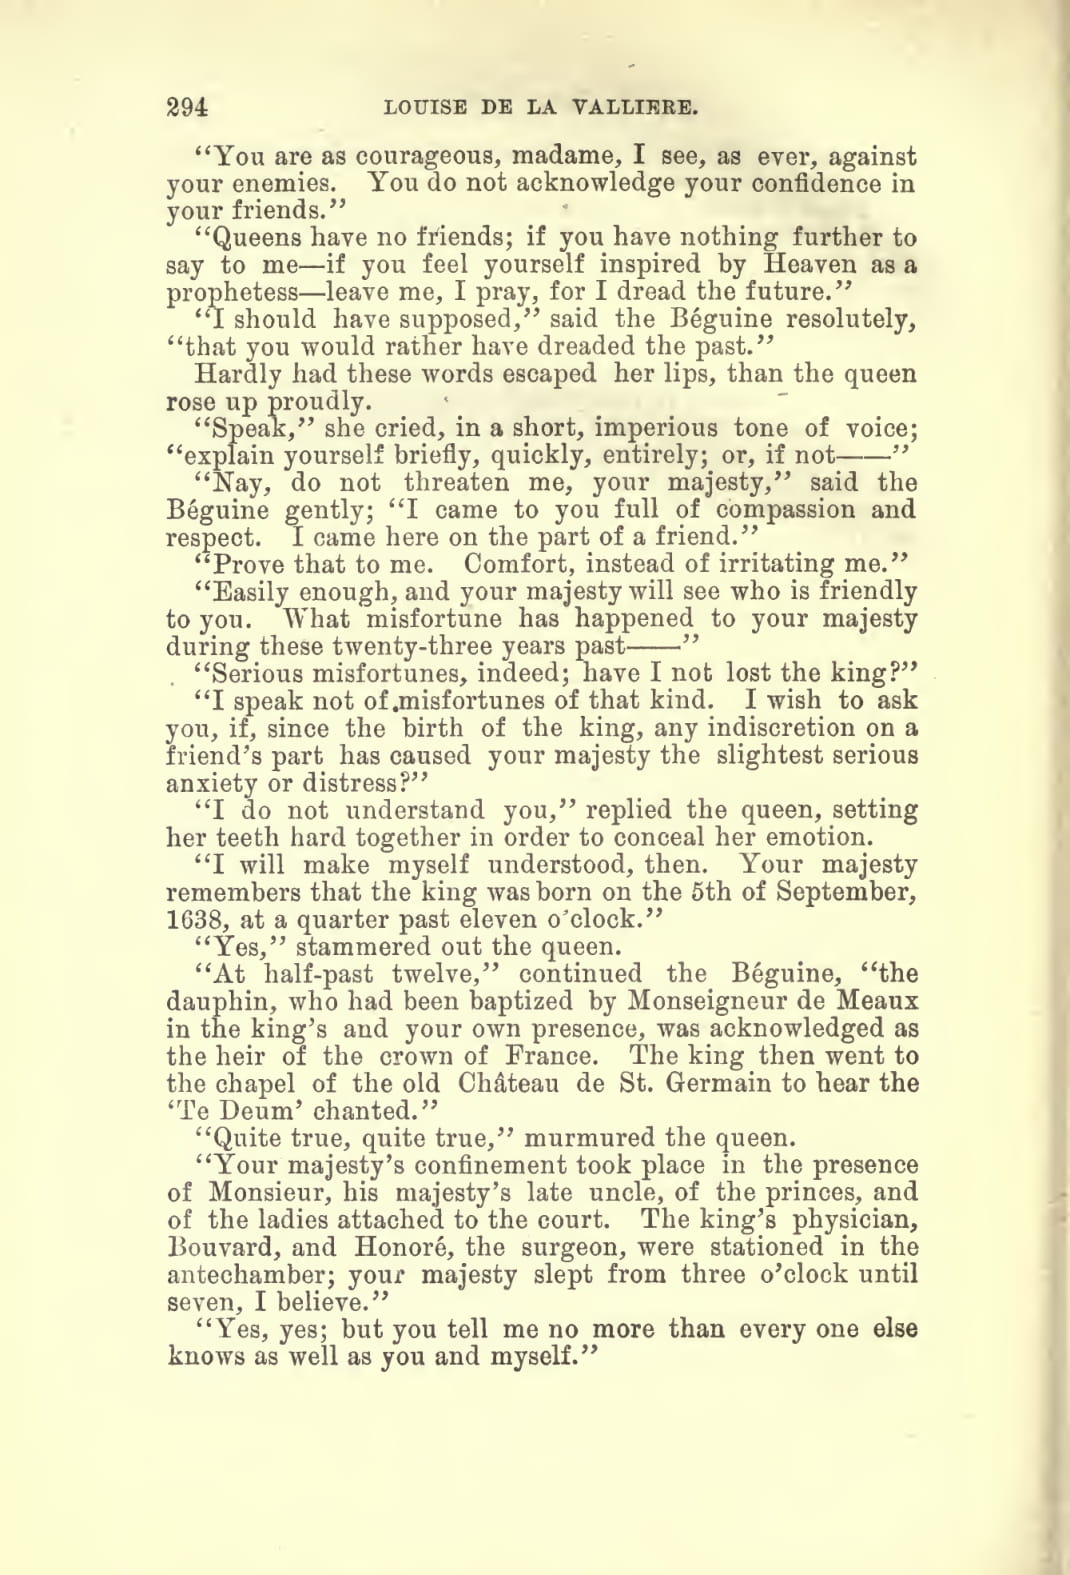 294 LOUISE DE LA VALLIERE.
“You are as courageous, madame, I see, as ever, against
your enemies. You do not acknowledge your confidence in
your friends.”
“Queens have no friends; if you have nothing further to
say to me—if you feel yourself inspired by Heaven as a
prophetess—leave me, I pray, for I dread the future.”
“I should have supposed,” said the Béguine resolutely,
“that you would rather have dreaded the past.”
Hardly had these words escaped her lips, than the queen
rose up proudly.
“Speak,” she cried, in a short, imperious tone of voice;
“explain yourself briefly, quickly, entirely; or, if not——”
“Nay, do not threaten me, your majesty,” said the
Béguine gently; “I came to you full of compassion and
respect. I came here on the part of a friend.”
“Prove that to me. Comfort, instead of irritating me.”
“Easily enough, and your majesty will see who is friendly
to you. What misfortune has happened to your majesty
during these twenty-three years past——”
“Serious misfortunes, indeed; have I not lost the king?”
“I speak not of misfortunes of that kind. I wish to ask
you, if, since the birth of the king, any indiscretion on a
friend's part has caused your majesty the slightest serious
anxiety or distress?”
“I do not understand you,” replied the queen, setting
her teeth hard together in order to conceal her emotion.
“I will make myself understood, then. Your majesty
remembers that the king was born on the 5th of September,
1638, at a quarter past eleven o'clock.”
“Yes,” stammered out the queen.
“At half-past twelve,” continued the Béguine, “the
dauphin, who had been baptized by Monseigneur de Meaux
in the king's and your own presence, was acknowledged as
the heir of the crown of France. The king then went to
the chapel of the old Château de St. Germain to hear the
‘Te Deum’ chanted.”
“Quite true, quite true,” murmured the queen.
“Your majesty's confinement took place in the presence
of Monsieur, his majesty's late uncle, of the princes, and
of the ladies attached to the court. The king's physician,
Bouvard, and Honoré, the surgeon, were stationed in the
antechamber; your majesty slept from three o'clock until
seven, I believe.”
“Yes, yes; but you tell me no more than every one else
knows as well as you and myself.”